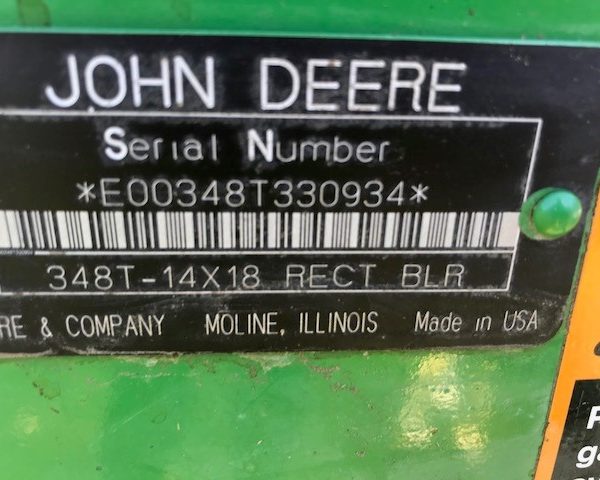 JOHN DEERE
Serial Number
*E00348T330934*
348T-14X18 RECT BLR
RE & COMPANY MOLINE, ILLINOIS Made in USA